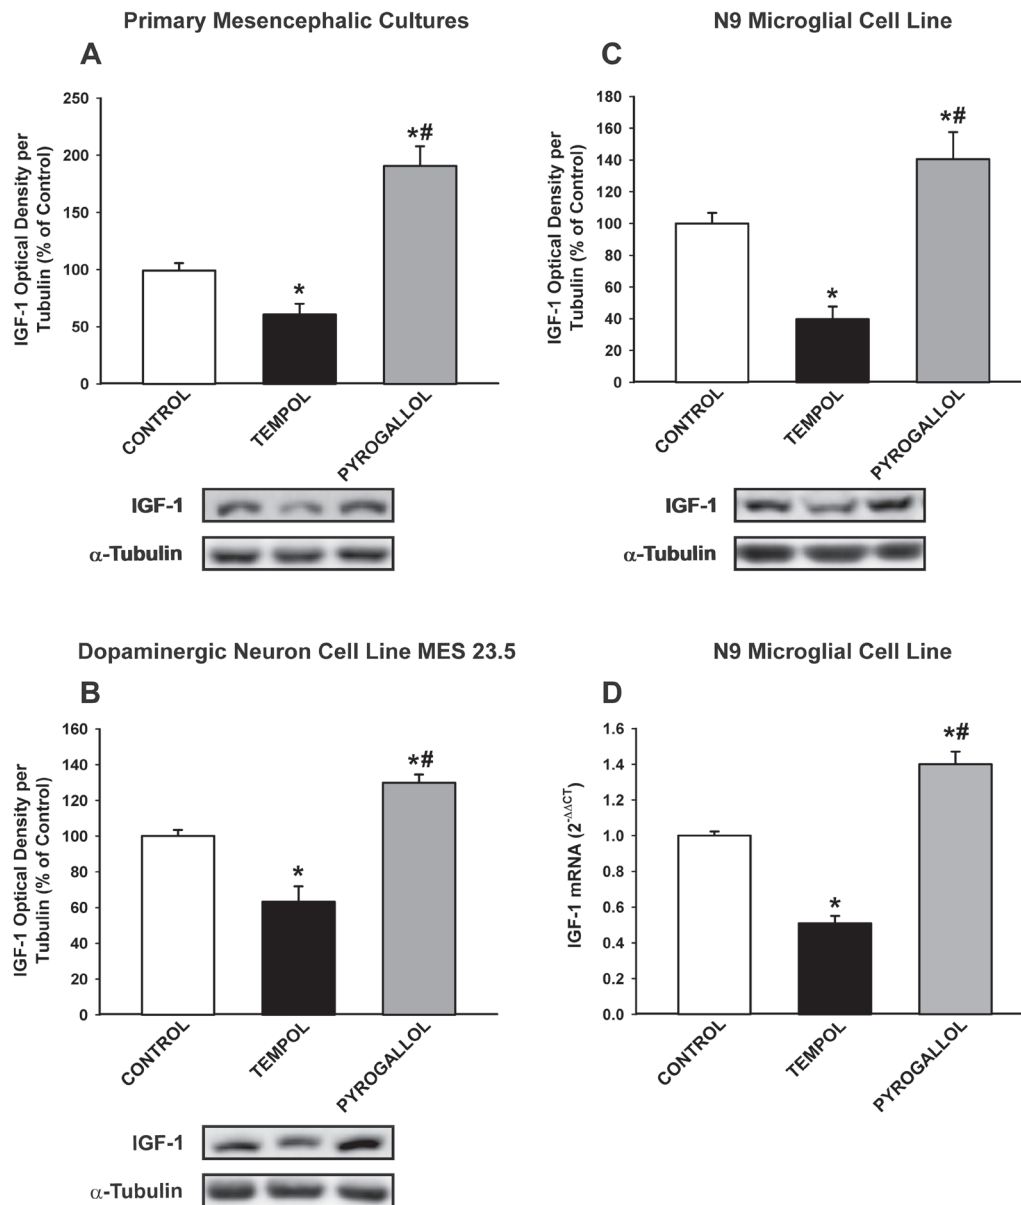 Primary Mesencephalic Cultures
A
IGF-1 Optical Density per
Tubulin (% of Control)
250
200
150
100
50
0
*
*#
CONTROL
TEMPOL
PYROGALLOL
IGF-1
α-Tubulin
N9 Microglial Cell Line
C
IGF-1 Optical Density per
Tubulin (% of Control)
180
160
140
120
100
80
60
40
20
0
*
*#
CONTROL
TEMPOL
PYROGALLOL
IGF-1
α-Tubulin
Dopaminergic Neuron Cell Line MES 23.5
B
IGF-1 Optical Density per
Tubulin (% of Control)
160
140
120
100
80
60
40
20
0
*
*#
CONTROL
TEMPOL
PYROGALLOL
IGF-1
α-Tubulin
N9 Microglial Cell Line
D
IGF-1 mRNA (2-ΔΔCT)
1.6
1.4
1.2
1.0
0.8
0.6
0.4
0.2
0.0
*
*#
CONTROL
TEMPOL
PYROGALLOL